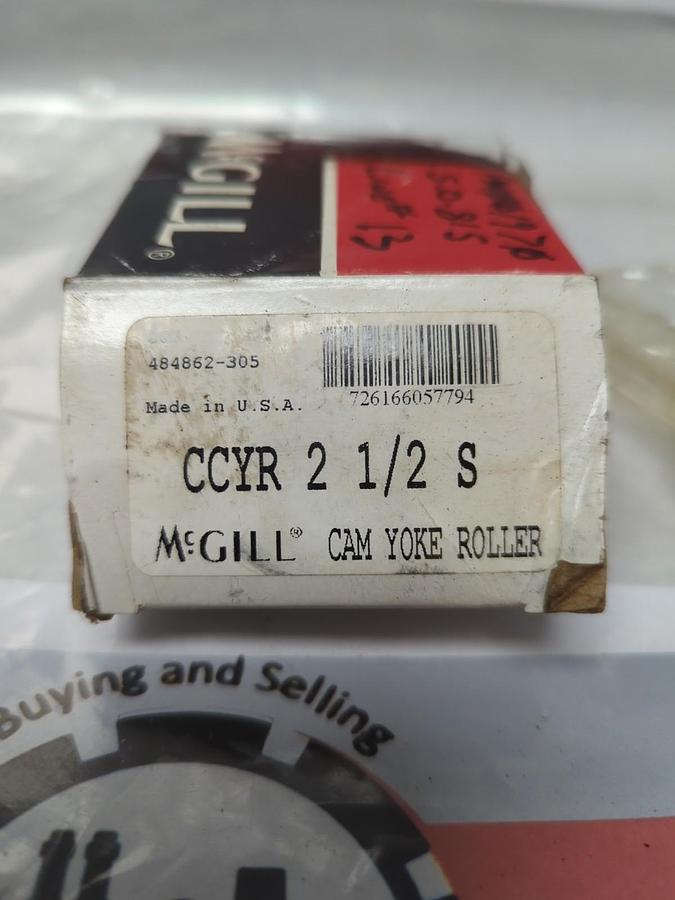 McGILL®
484862-305
Made in U.S.A.
726166057794
CCYR 2 1/2 S
McGILL® CAM YOKE ROLLER
Buying and Selling